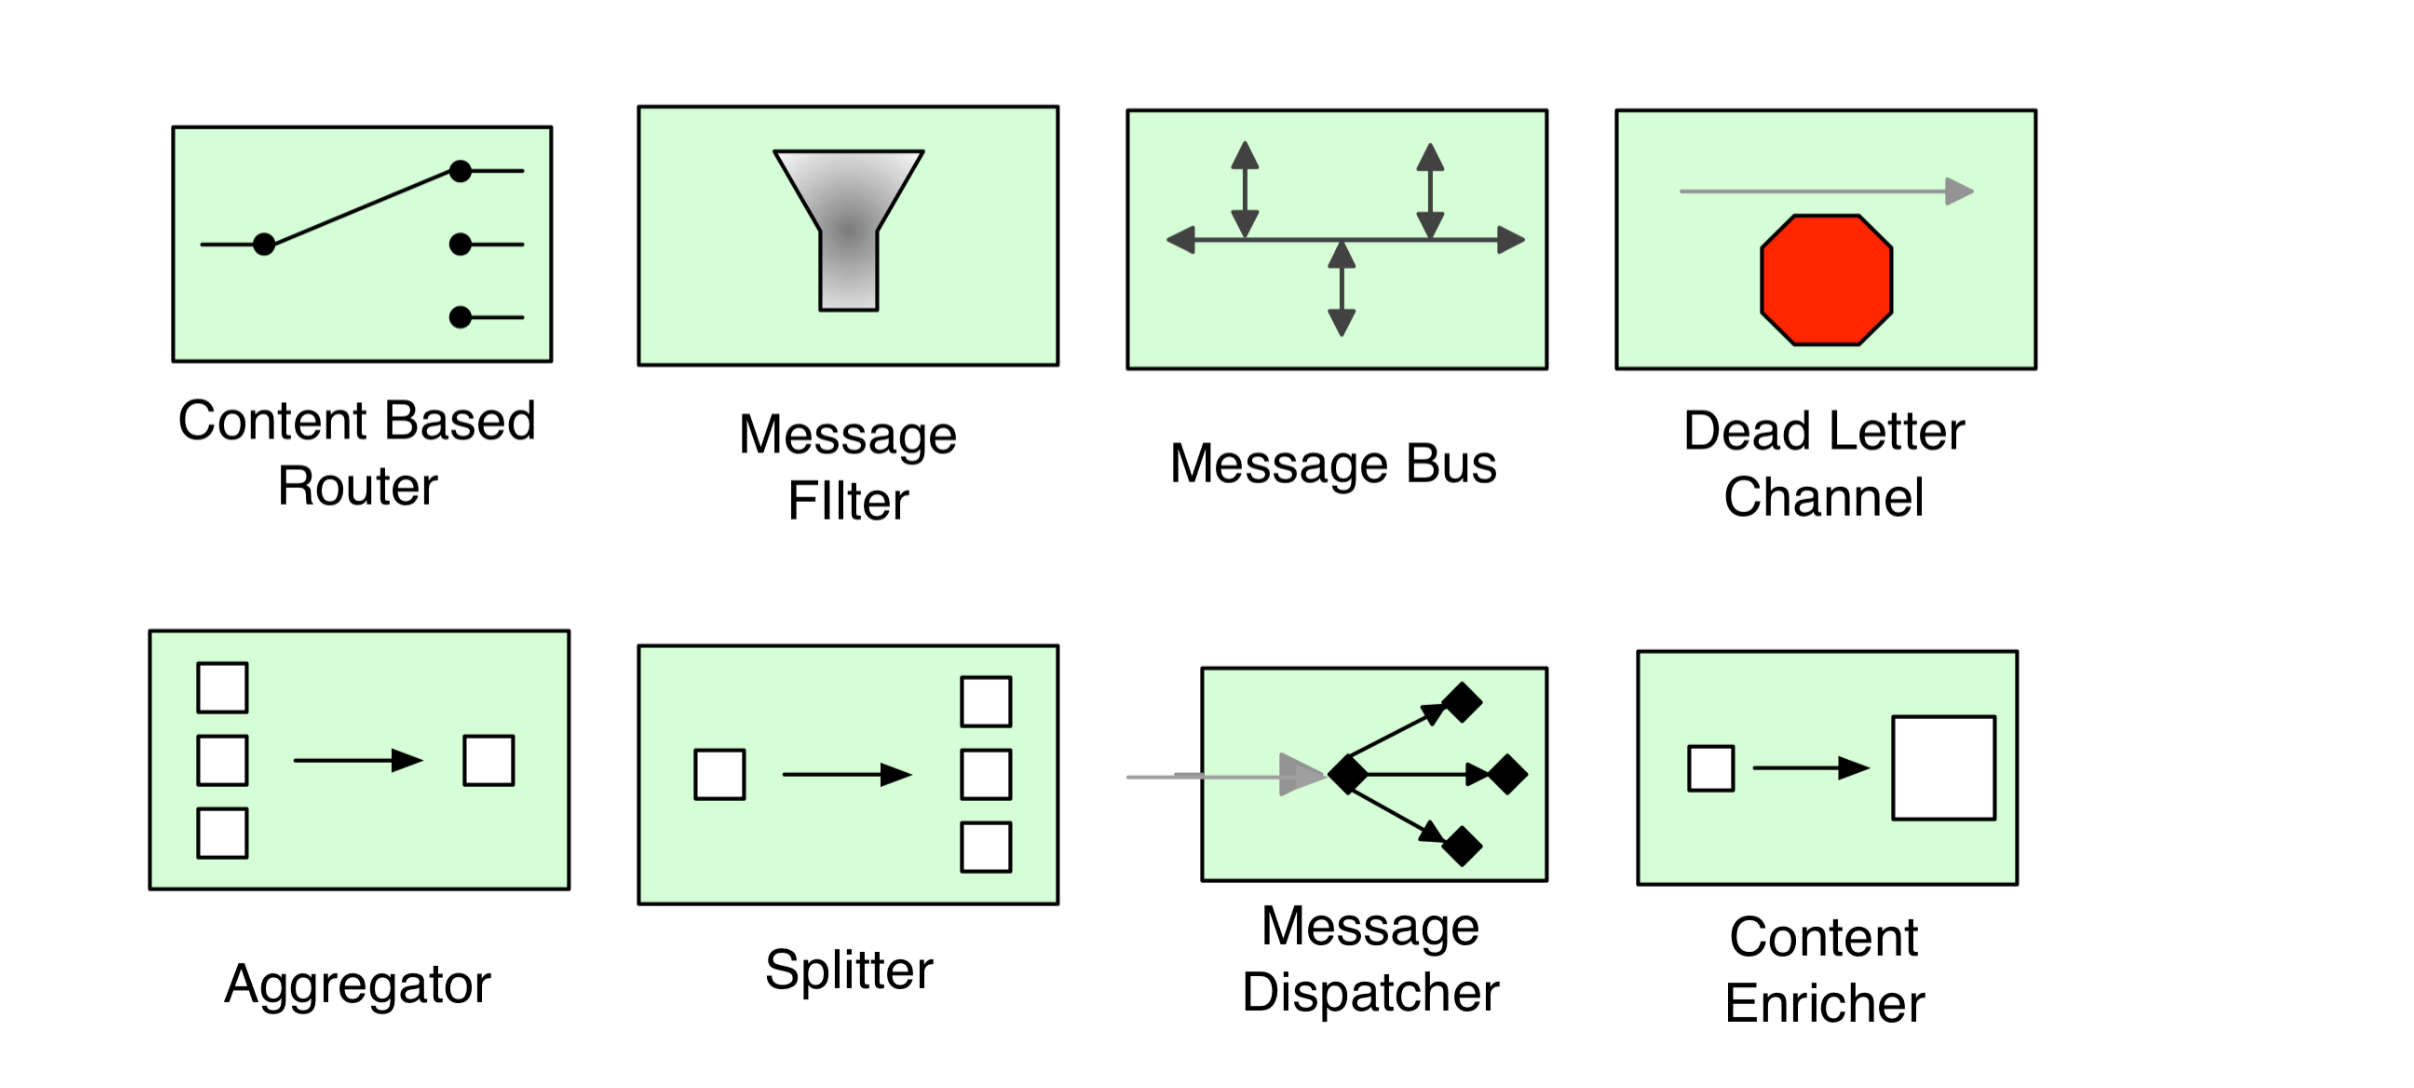 Content Based
Router
Message
FIlter
Message Bus
Dead Letter
Channel
Aggregator
Splitter
Message
Dispatcher
Content
Enricher